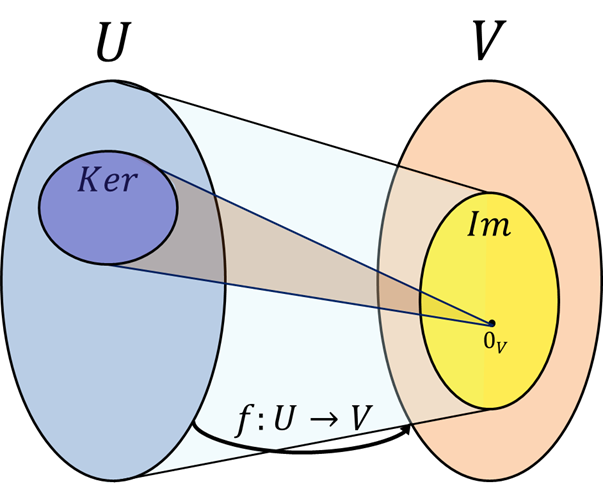 U
V
Ker
Im
0_V
f: U → V